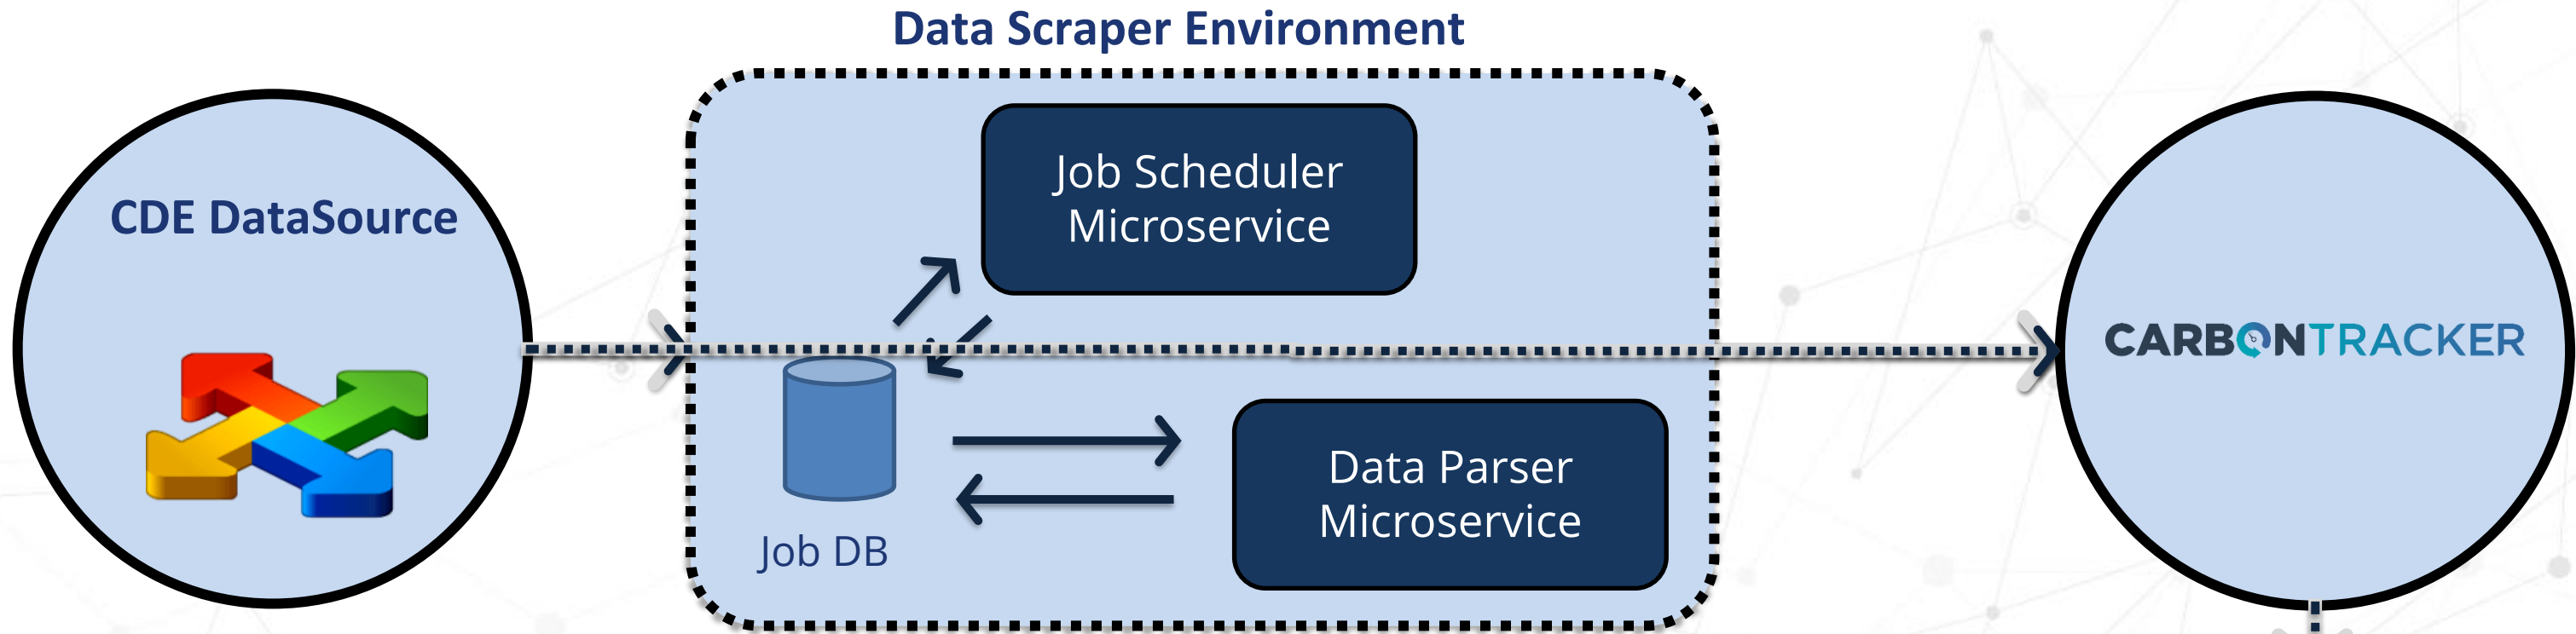 Data Scraper Environment
CDE DataSource
Job Scheduler
Microservice
Job DB
Data Parser
Microservice
CARBONTRACKER